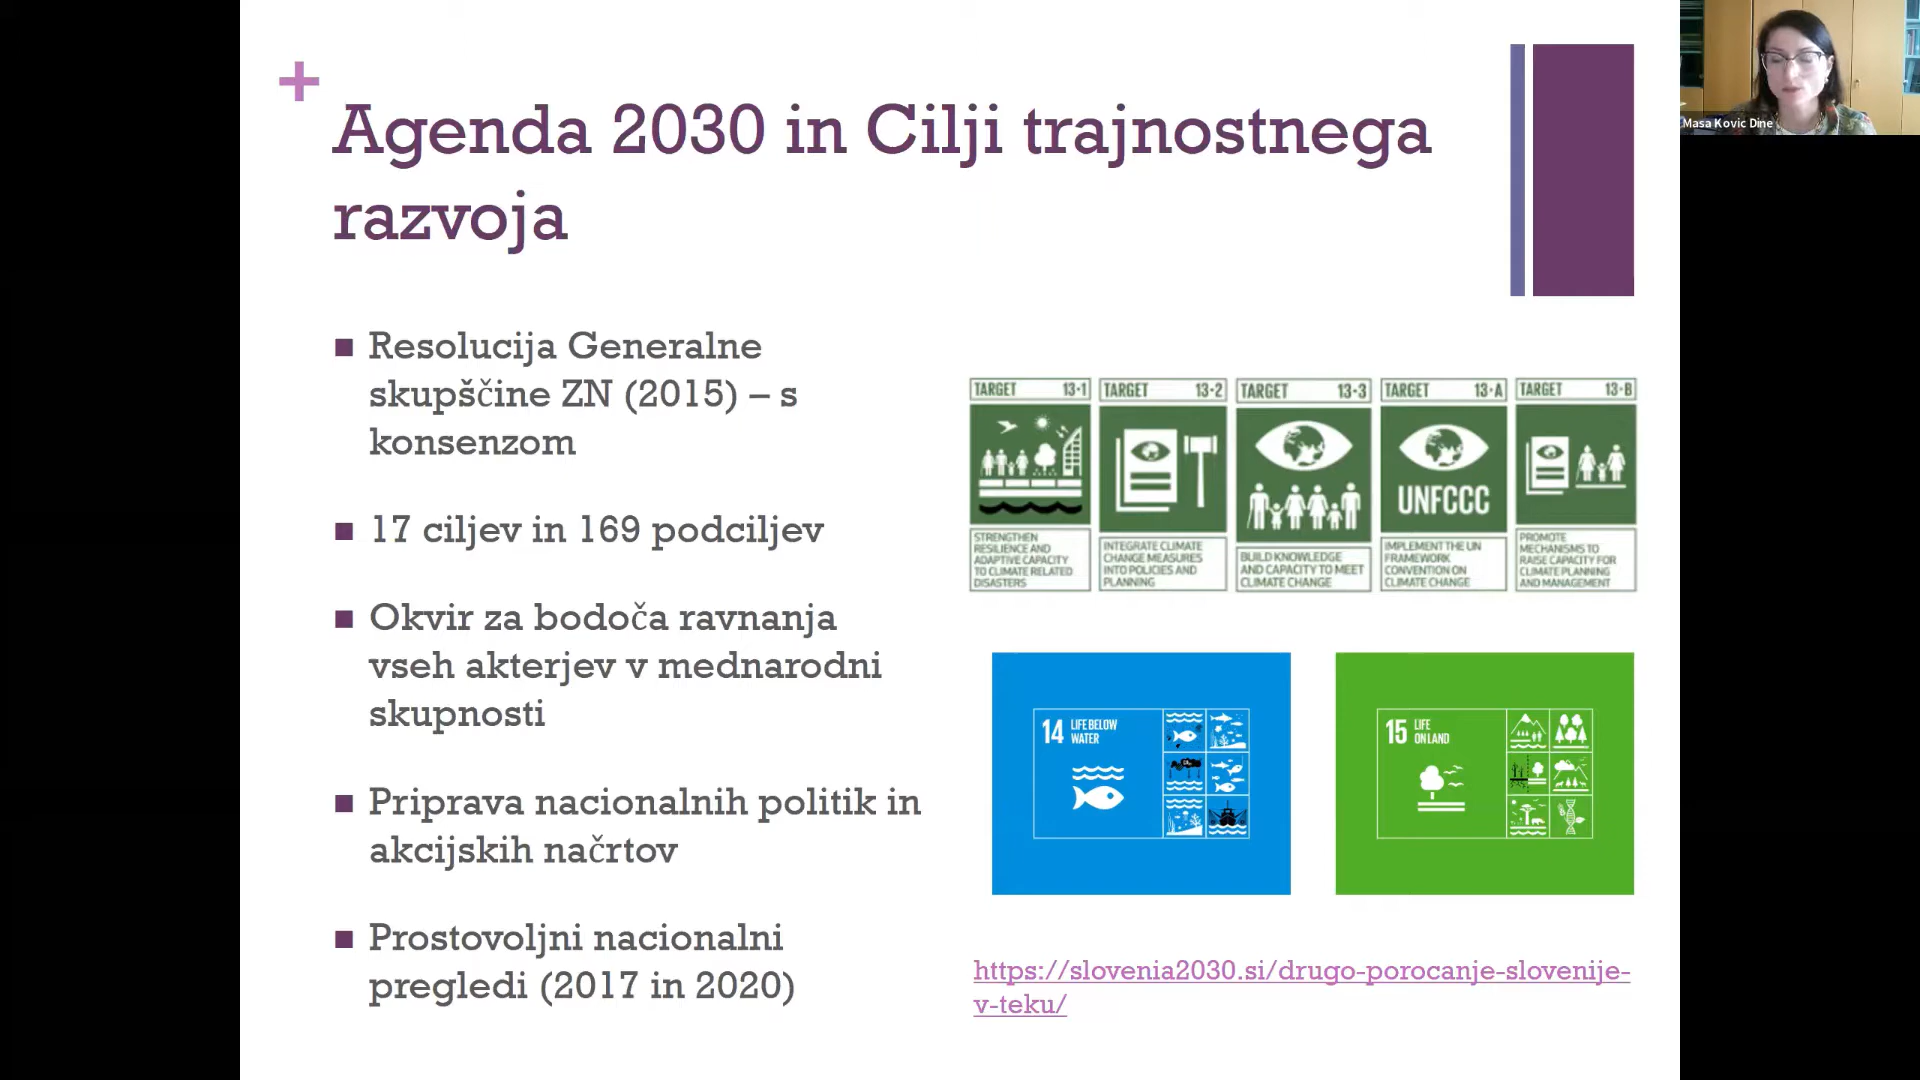 +
Agenda 2030 in Cilji trajnostnega
razvoja
Masa Kovic Dine
■ Resolucija Generalne
skupščine ZN (2015) – s
konsenzom
■ 17 ciljev in 169 podciljev
■ Okvir za bodoča ravnanja
vseh akterjev v mednarodni
skupnosti
■ Priprava nacionalnih politik in
akcijskih načrtov
■ Prostovoljni nacionalni
pregledi (2017 in 2020)
TARGET 13·1
STRENGTHEN
RESILIENCE AND
ADAPTIVE CAPACITY
TO CLIMATE RELATED
DISASTERS
TARGET 13·2
INTEGRATE CLIMATE
CHANGE MEASURES
INTO POLICIES AND
PLANNING
TARGET 13·3
BUILD KNOWLEDGE
AND CAPACITY TO MEET
CLIMATE CHANGE
TARGET 13·A
UNFCCC
IMPLEMENT THE UN
FRAMEWORK
CONVENTION ON
CLIMATE CHANGE
TARGET 13·B
PROMOTE
MECHANISMS TO
RAISE CAPACITY FOR
CLIMATE PLANNING
AND MANAGEMENT
14 LIFE BELOW
WATER
15 LIFE
ON LAND
https://slovenia2030.si/drugo-porocanje-slovenije-
v-teku/